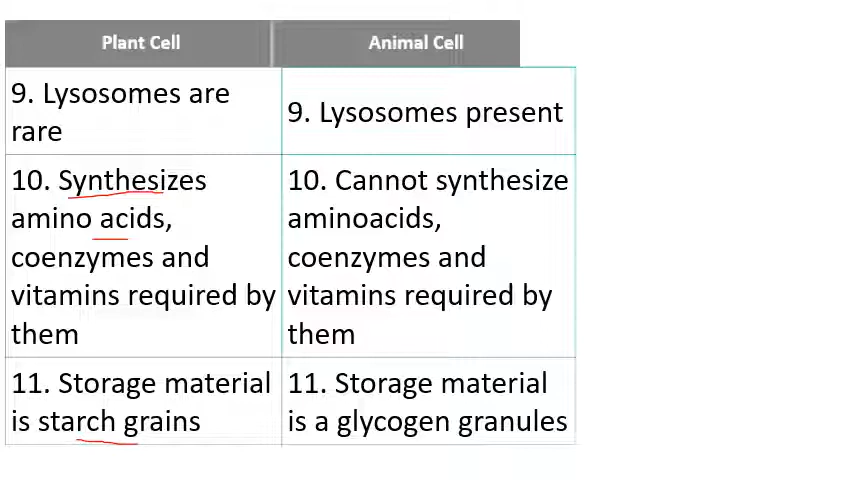 Plant Cell
Animal Cell
9. Lysosomes are
rare
9. Lysosomes present
10. Synthesizes
amino acids,
coenzymes and
vitamins required by
them
10. Cannot synthesize
aminoacids,
coenzymes and
vitamins required by
them
11. Storage material
is starch grains
11. Storage material
is a glycogen granules